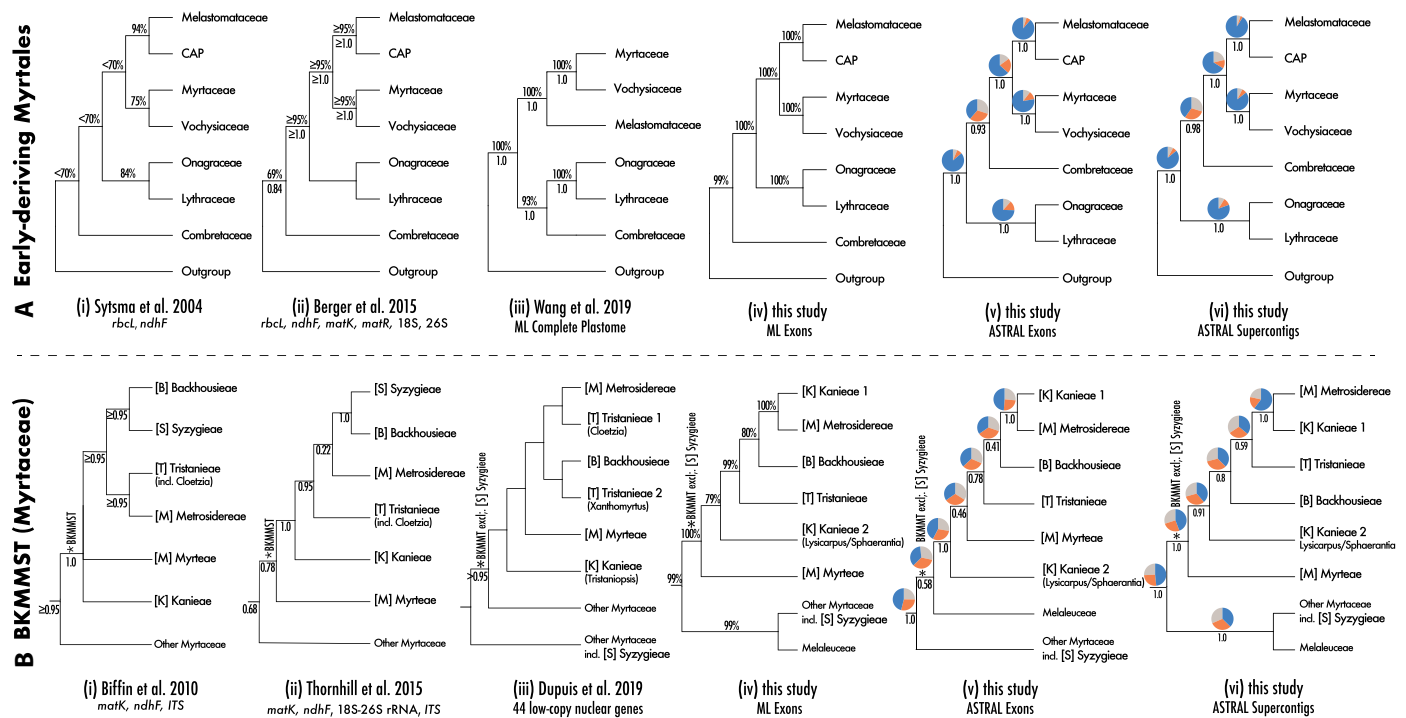 A Early-deriving Myrtales
94%
Melastomataceae
CAP
<70%
75%
Myrtaceae
Vochysiaceae
<70%
84%
Onagraceae
Lythraceae
<70%
Combretaceae
Outgroup
(i) Sytsma et al. 2004
rbcL, ndhF
≥95%
≥1.0
Melastomataceae
CAP
≥95%
≥1.0
≥95%
≥1.0
Myrtaceae
Vochysiaceae
≥95%
≥1.0
Onagraceae
Lythraceae
69%
0.84
Combretaceae
Outgroup
(ii) Berger et al. 2015
rbcL, ndhF, matK, matR, 18S, 26S
100%
1.0
Myrtaceae
Vochysiaceae
100%
1.0
Melastomataceae
100%
1.0
100%
1.0
Onagraceae
Lythraceae
93%
1.0
Combretaceae
Outgroup
(iii) Wang et al. 2019
ML Complete Plastome
100%
Melastomataceae
CAP
100%
100%
Myrtaceae
Vochysiaceae
100%
100%
Onagraceae
Lythraceae
99%
Combretaceae
Outgroup
(iv) this study
ML Exons
Melastomataceae
1.0
CAP
1.0
Myrtaceae
1.0
Vochysiaceae
0.93
Combretaceae
1.0
Onagraceae
1.0
Lythraceae
Outgroup
(v) this study
ASTRAL Exons
Melastomataceae
1.0
CAP
1.0
Myrtaceae
1.0
Vochysiaceae
0.98
Combretaceae
1.0
Onagraceae
1.0
Lythraceae
Outgroup
(vi) this study
ASTRAL Supercontigs
B BKMMST (Myrtaceae)
[B] Backhousieae
≥0.95
[S] Syzygieae
≥0.95
[T] Tristanieae
(incl. Cloetzia)
≥0.95
[M] Metrosidereae
*BKMMST
1.0
[M] Myrteae
[K] Kanieae
≥0.95
Other Myrtaceae
(i) Biffin et al. 2010
matK, ndhF, ITS
[S] Syzygieae
1.0
[B] Backhousieae
0.22
[M] Metrosidereae
0.95
[T] Tristanieae
(incl. Cloetzia)
1.0
*BKMMST
[K] Kanieae
0.78
[M] Myrteae
0.68
Other Myrtaceae
(ii) Thornhill et al. 2015
matK, ndhF, 18S-26S rRNA, ITS
[M] Metrosidereae
[T] Tristanieae 1
(Cloetzia)
[B] Backhousieae
[T] Tristanieae 2
(Xanthomyrtus)
[M] Myrteae
*BKMMT excl;. [S] Syzygieae
[K] Kanieae
(Tristaniopsis)
>0.95
Other Myrtaceae
Other Myrtaceae
incl. [S] Syzygieae
(iii) Dupuis et al. 2019
44 low-copy nuclear genes
[K] Kanieae 1
100%
[M] Metrosidereae
80%
[B] Backhousieae
99%
[T] Tristanieae
79%
[K] Kanieae 2
(Lysicarpus/Sphaerantia)
*BKMMT excl;. [S] Syzygieae
100%
[M] Myrteae
99%
Other Myrtaceae
incl. [S] Syzygieae
99%
Melaleuceae
(iv) this study
ML Exons
[K] Kanieae 1
1.0
[M] Metrosidereae
0.41
[B] Backhousieae
0.78
[T] Tristanieae
0.46
[M] Myrteae
1.0
[K] Kanieae 2
(Lysicarpus/Sphaerantia)
BKMMT excl;. [S] Syzygieae
*
0.58
Melaleuceae
1.0
Other Myrtaceae
incl. [S] Syzygieae
(v) this study
ASTRAL Exons
[M] Metrosidereae
1.0
[K] Kanieae 1
0.59
[T] Tristanieae
0.8
[B] Backhousieae
0.91
[K] Kanieae 2
Lysicarpus/Sphaerantia
BKMMT excl;. [S] Syzygieae
*
1.0
[M] Myrteae
1.0
Other Myrtaceae
incl. [S] Syzygieae
1.0
Melaleuceae
(vi) this study
ASTRAL Supercontigs